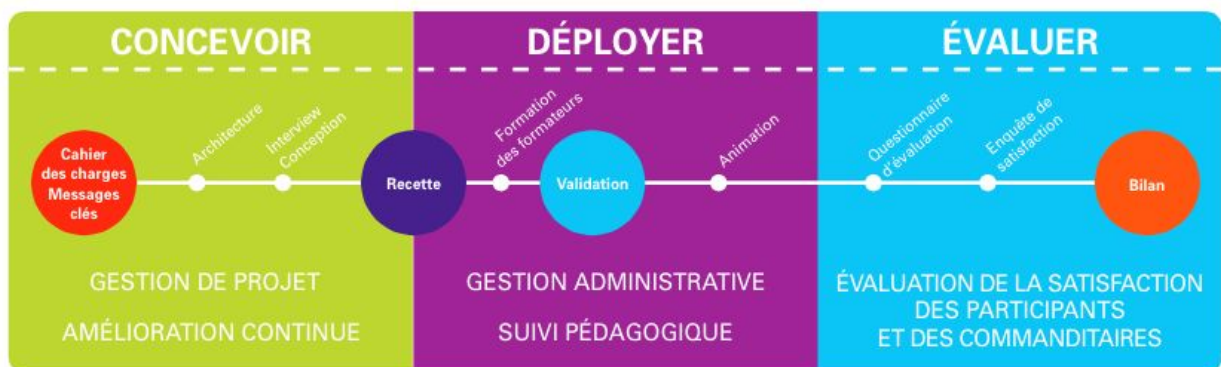 CONCEVOIR
DÉPLOYER
ÉVALUER
Cahier
des charges
Messages
clés
Architecture
Interview
Conception
Recette
Formation
des formateurs
Validation
Animation
Questionnaire
d'évaluation
Enquête de
satisfaction
Bilan
GESTION DE PROJET
AMÉLIORATION CONTINUE
GESTION ADMINISTRATIVE
SUIVI PÉDAGOGIQUE
ÉVALUATION DE LA SATISFACTION
DES PARTICIPANTS
ET DES COMMANDITAIRES